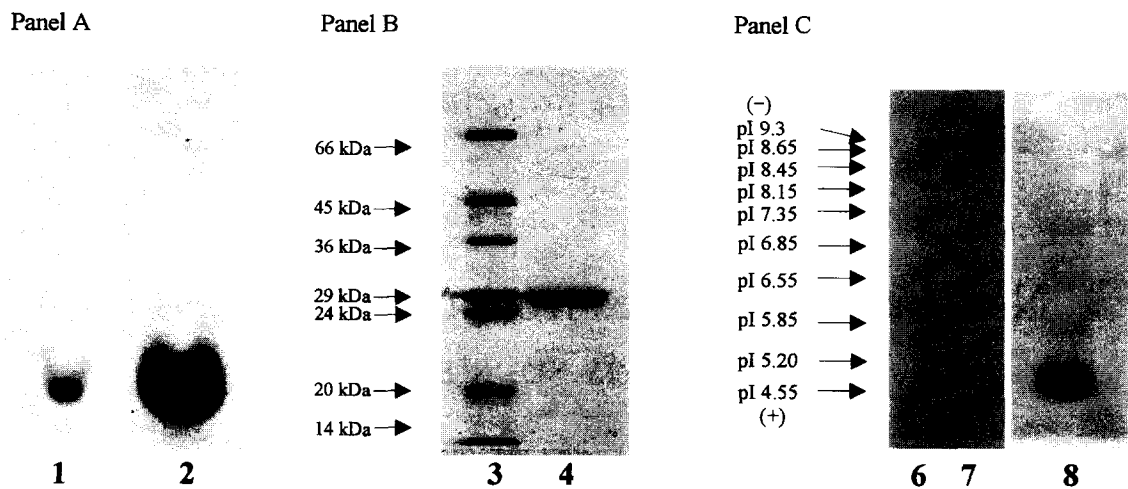 Panel A
Panel B
Panel C
66 kDa
45 kDa
36 kDa
29 kDa
24 kDa
20 kDa
14 kDa
(−)
pI 9.3
pI 8.65
pI 8.45
pI 8.15
pI 7.35
pI 6.85
pI 6.55
pI 5.85
pI 5.20
pI 4.55
(+)
1 2 3 4 6 7 8